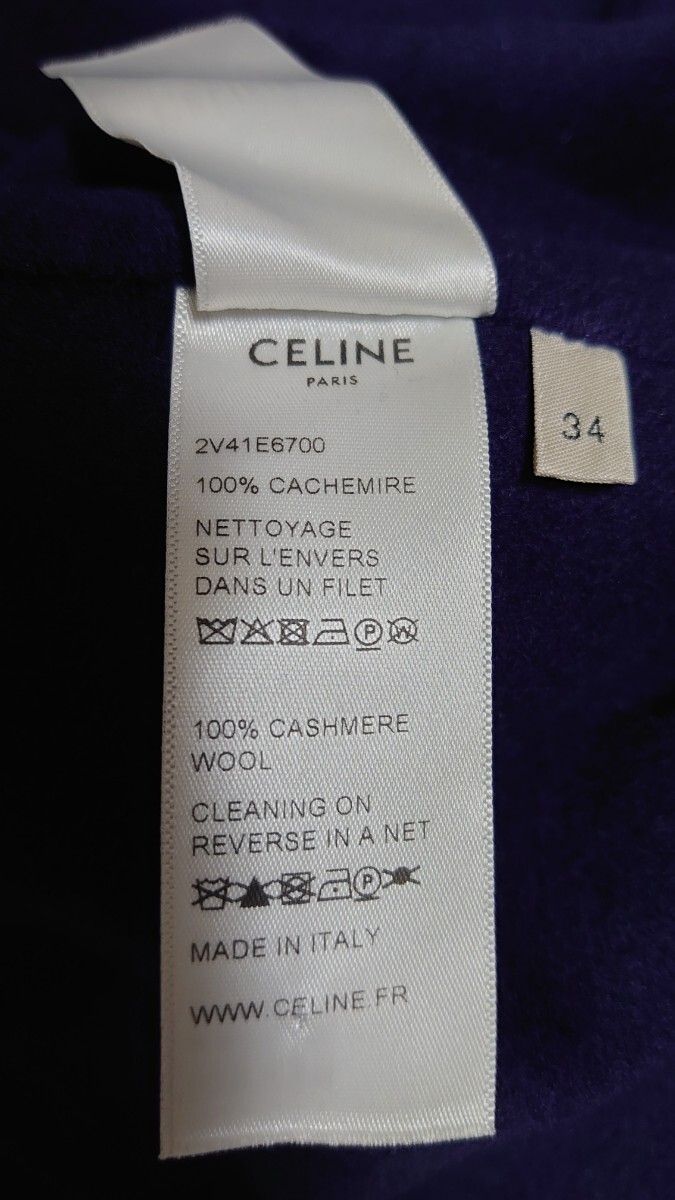 CELINE
PARIS
2V41E6700
100% CACHEMIRE
NETTOYAGE
SUR L'ENVERS
DANS UN FILET
P W
100% CASHMERE
WOOL
CLEANING ON
REVERSE IN A NET
P
MADE IN ITALY
WWW.CELINE.FR
34